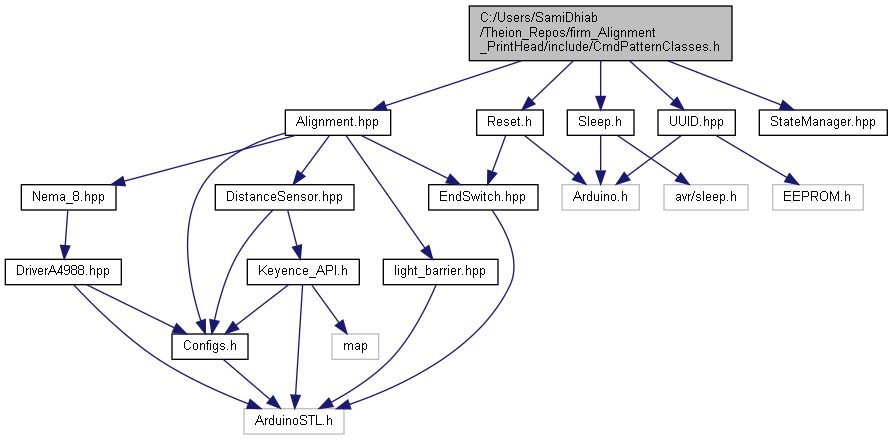 C:/Users/SamiDhiab
/Theion_Repos/firm_Alignment
_PrintHead/include/CmdPatternClasses.h
Alignment.hpp
Reset.h
Sleep.h
UUID.hpp
StateManager.hpp
Nema_8.hpp
DistanceSensor.hpp
EndSwitch.hpp
Arduino.h
avr/sleep.h
EEPROM.h
DriverA4988.hpp
Keyence_API.h
light_barrier.hpp
Configs.h
map
ArduinoSTL.h